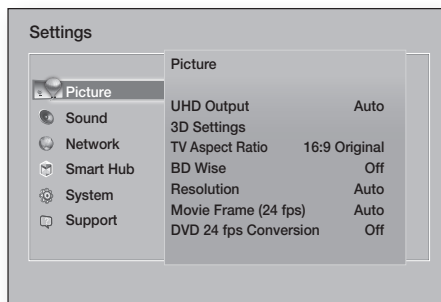 Settings
Picture
Sound
Network
Smart Hub
System
Support
Picture
UHD Output Auto
3D Settings
TV Aspect Ratio 16:9 Original
BD Wise Off
Resolution Auto
Movie Frame (24 fps) Auto
DVD 24 fps Conversion Off